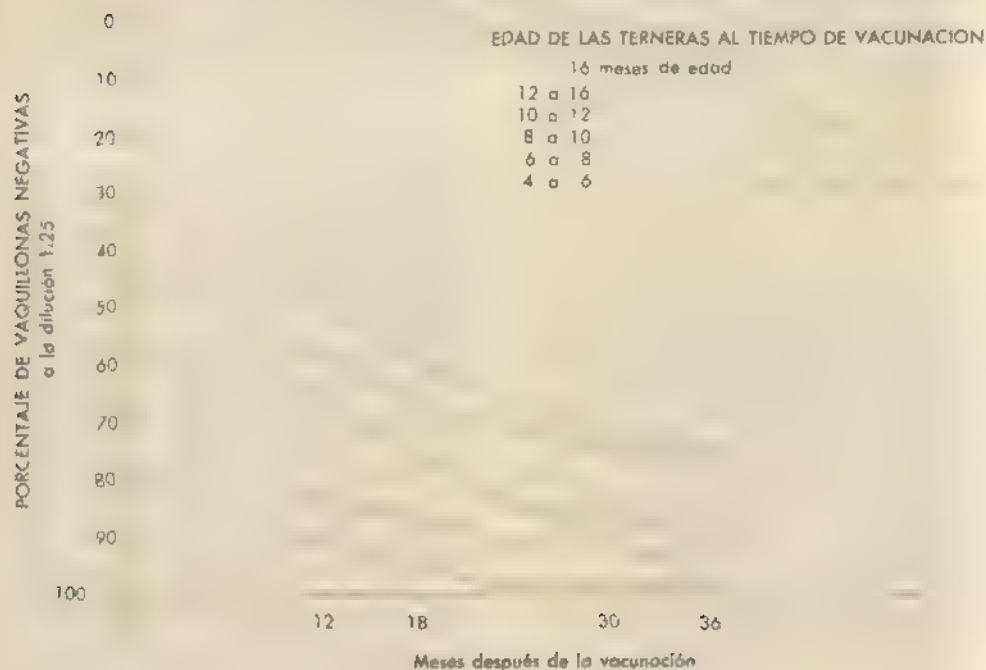 EDAD DE LAS TERNERAS AL TIEMPO DE VACUNACION
16 meses de edad
12 a 16
10 a 12
8 a 10
6 a 8
4 a 6
PORCENTAJE DE VAQUILLONAS NEGATIVAS
a la dilución 1:25
0
10
20
30
40
50
60
70
80
90
100
12 18 30 36
Meses después de la vacunación